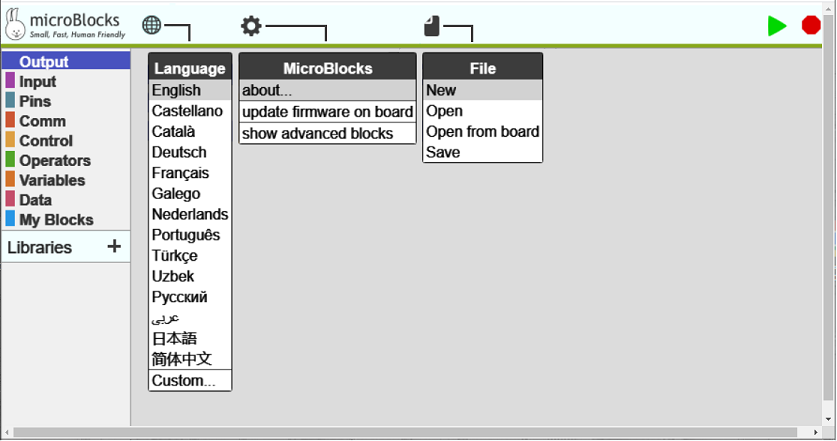 microBlocks
Small, Fast, Human Friendly
Output
Input
Pins
Comm
Control
Operators
Variables
Data
My Blocks
Libraries +
Language
English
Castellano
Català
Deutsch
Français
Galego
Nederlands
Português
Türkçe
Uzbek
Русский
عربى
日本語
简体中文
Custom...
MicroBlocks
about...
update firmware on board
show advanced blocks
File
New
Open
Open from board
Save